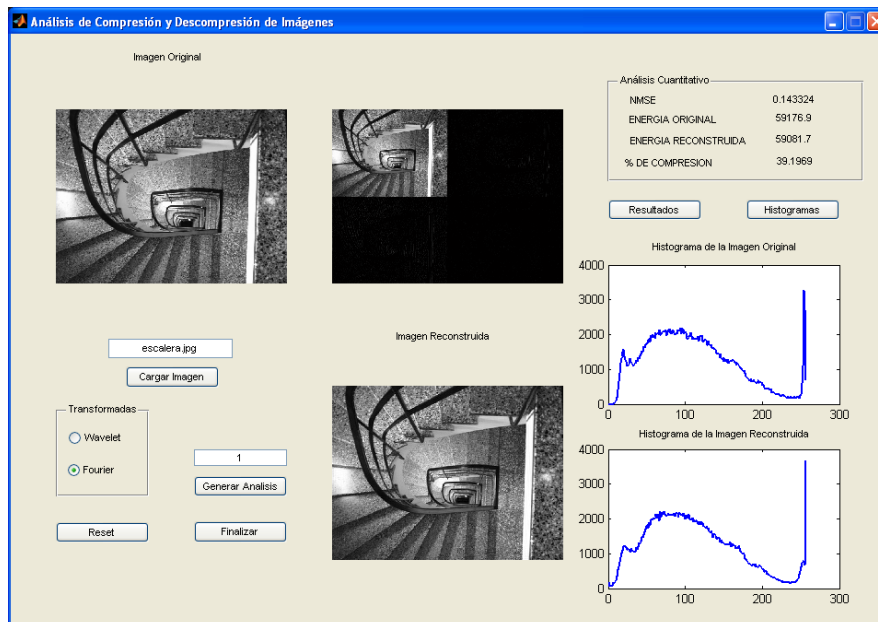 Análisis de Compresión y Descompresión de Imágenes
Imagen Original
Análisis Cuantitativo
NMSE 0.143324
ENERGIA ORIGINAL 59176.9
ENERGIA RECONSTRUIDA 59081.7
% DE COMPRESION 39.1969
Resultados Histogramas
Histograma de la Imagen Original
4000
3000
2000
1000
0
0 100 200 300
Imagen Reconstruida
escalera.jpg
Cargar Imagen
Transformadas
Wavelet
Fourier
1
Generar Analisis
Reset Finalizar
Histograma de la Imagen Reconstruida
4000
3000
2000
1000
0
0 100 200 300